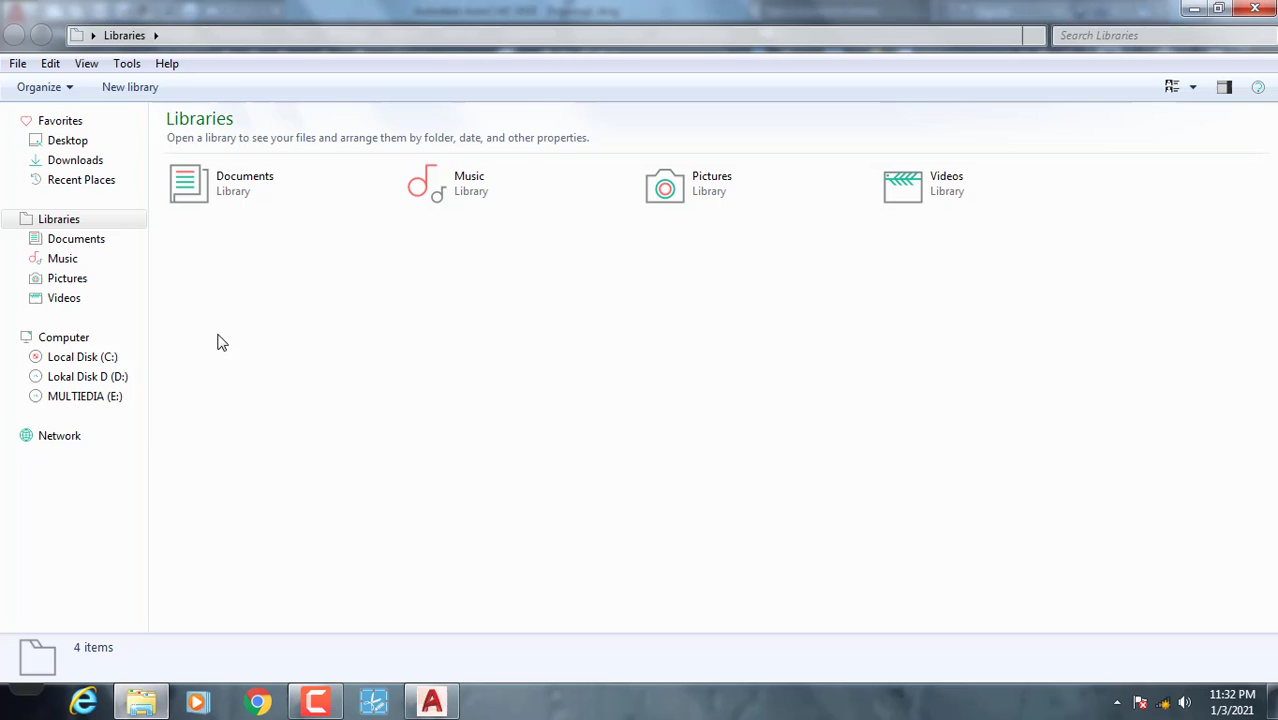 Libraries
Search Libraries
File Edit View Tools Help
Organize New library
Favorites
Desktop
Downloads
Recent Places
Libraries
Documents
Music
Pictures
Videos
Computer
Local Disk (C:)
Lokal Disk D (D:)
MULTIEDIA (E:)
Network
Libraries
Open a library to see your files and arrange them by folder, date, and other properties.
Documents
Library
Music
Library
Pictures
Library
Videos
Library
4 items
11:32 PM
1/3/2021